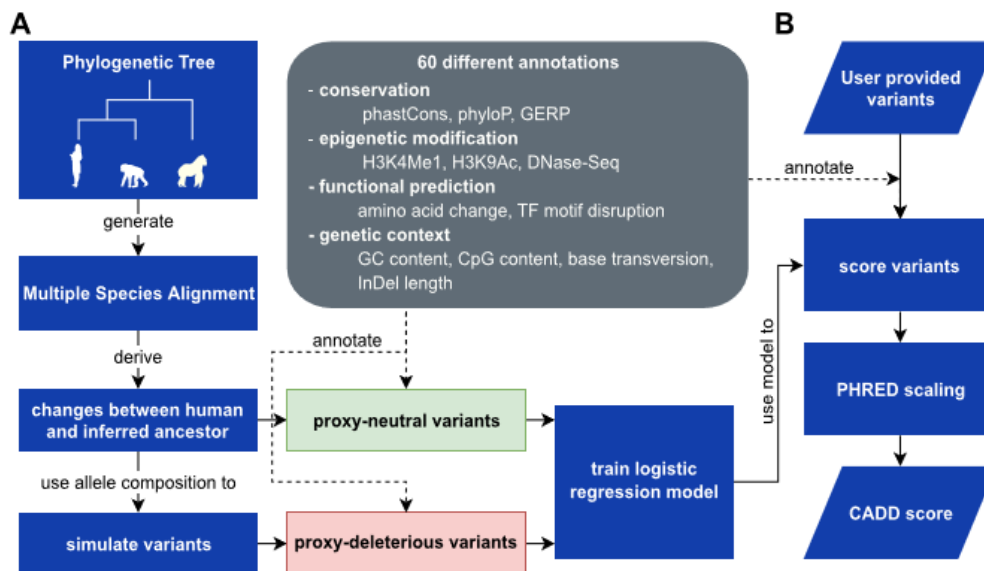 A
Phylogenetic Tree
generate
Multiple Species Alignment
derive
changes between human
and inferred ancestor
use allele composition to
simulate variants
60 different annotations
- conservation
phastCons, phyloP, GERP
- epigenetic modification
H3K4Me1, H3K9Ac, DNase-Seq
- functional prediction
amino acid change, TF motif disruption
- genetic context
GC content, CpG content, base transversion,
InDel length
annotate
proxy-neutral variants
proxy-deleterious variants
train logistic
regression model
use model to
B
User provided
variants
annotate
score variants
PHRED scaling
CADD score